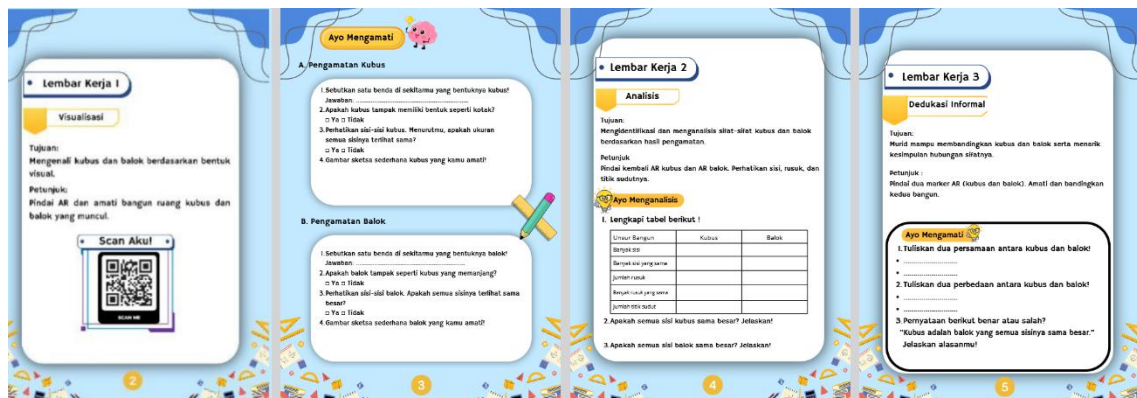 Lembar Kerja 1
Visualisasi
Tujuan:
Mengenali kubus dan balok berdasarkan bentuk
visual.
Petunjuk:
Pindai AR dan amati bangun ruang kubus dan
balok yang muncul.
Scan Aku!
SCAN ME
2
Ayo Mengamati
A. Pengamatan Kubus
1. Sebutkan satu benda di sekitarmu yang bentuknya kubus!
Jawaban: ......................................................
2. Apakah kubus tampak memiliki bentuk seperti kotak?
□ Ya □ Tidak
3. Perhatikan sisi-sisi kubus. Menurutmu, apakah ukuran
semua sisinya terlihat sama?
□ Ya □ Tidak
4. Gambar sketsa sederhana kubus yang kamu amati!
B. Pengamatan Balok
1. Sebutkan satu benda di sekitarmu yang bentuknya balok!
Jawaban: ......................................................
2. Apakah balok tampak seperti kubus yang memanjang?
□ Ya □ Tidak
3. Perhatikan sisi-sisi balok. Apakah semua sisinya terlihat sama
besar?
□ Ya □ Tidak
4. Gambar sketsa sederhana balok yang kamu amati?
3
Lembar Kerja 2
Analisis
Tujuan:
Mengidentifikasi dan menganalisis sifat-sifat kubus dan balok
berdasarkan hasil pengamatan.
Petunjuk
Pindai kembali AR kubus dan AR balok. Perhatikan sisi, rusuk, dan
titik sudutnya.
Ayo Menganalisis
1. Lengkapi tabel berikut !
Unsur Bangun Kubus Balok
Banyak sisi
Banyak sisi yang sama
Jumlah rusuk
Banyak rusuk yang sama
Jumlah titik sudut
2. Apakah semua sisi kubus sama besar? Jelaskan!
3. Apakah semua sisi balok sama besar? Jelaskan!
4
Lembar Kerja 3
Dedukasi Informal
Tujuan:
Murid mampu membandingkan kubus dan balok serta menarik
kesimpulan hubungan sifatnya.
Petunjuk :
Pindai dua marker AR (kubus dan balok). Amati dan bandingkan
kedua bangun.
Ayo Mengamati
1. Tuliskan dua persamaan antara kubus dan balok!
• ..........................
• ..........................
2. Tuliskan dua perbedaan antara kubus dan balok!
• ..........................
• ..........................
3. Pernyataan berikut benar atau salah?
"Kubus adalah balok yang semua sisinya sama besar."
Jelaskan alasanmu!
5